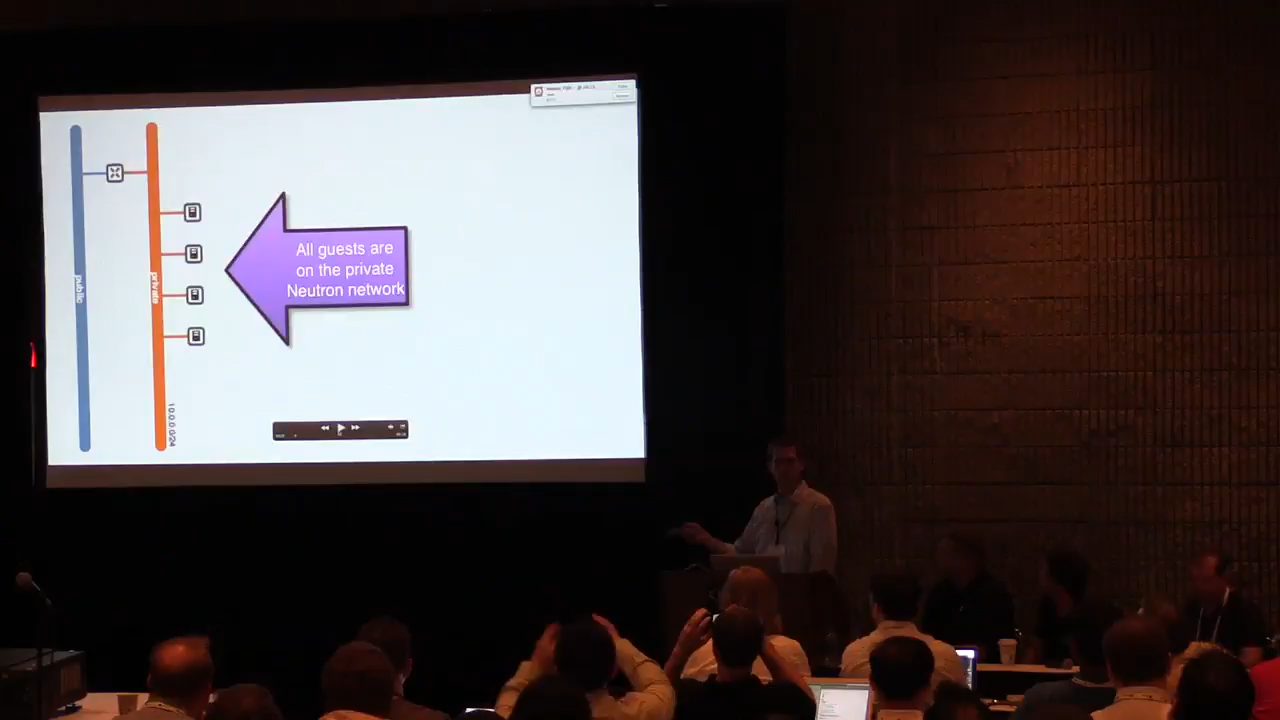 public
private
10.0.0.0/24
All guests are
on the private
Neutron network